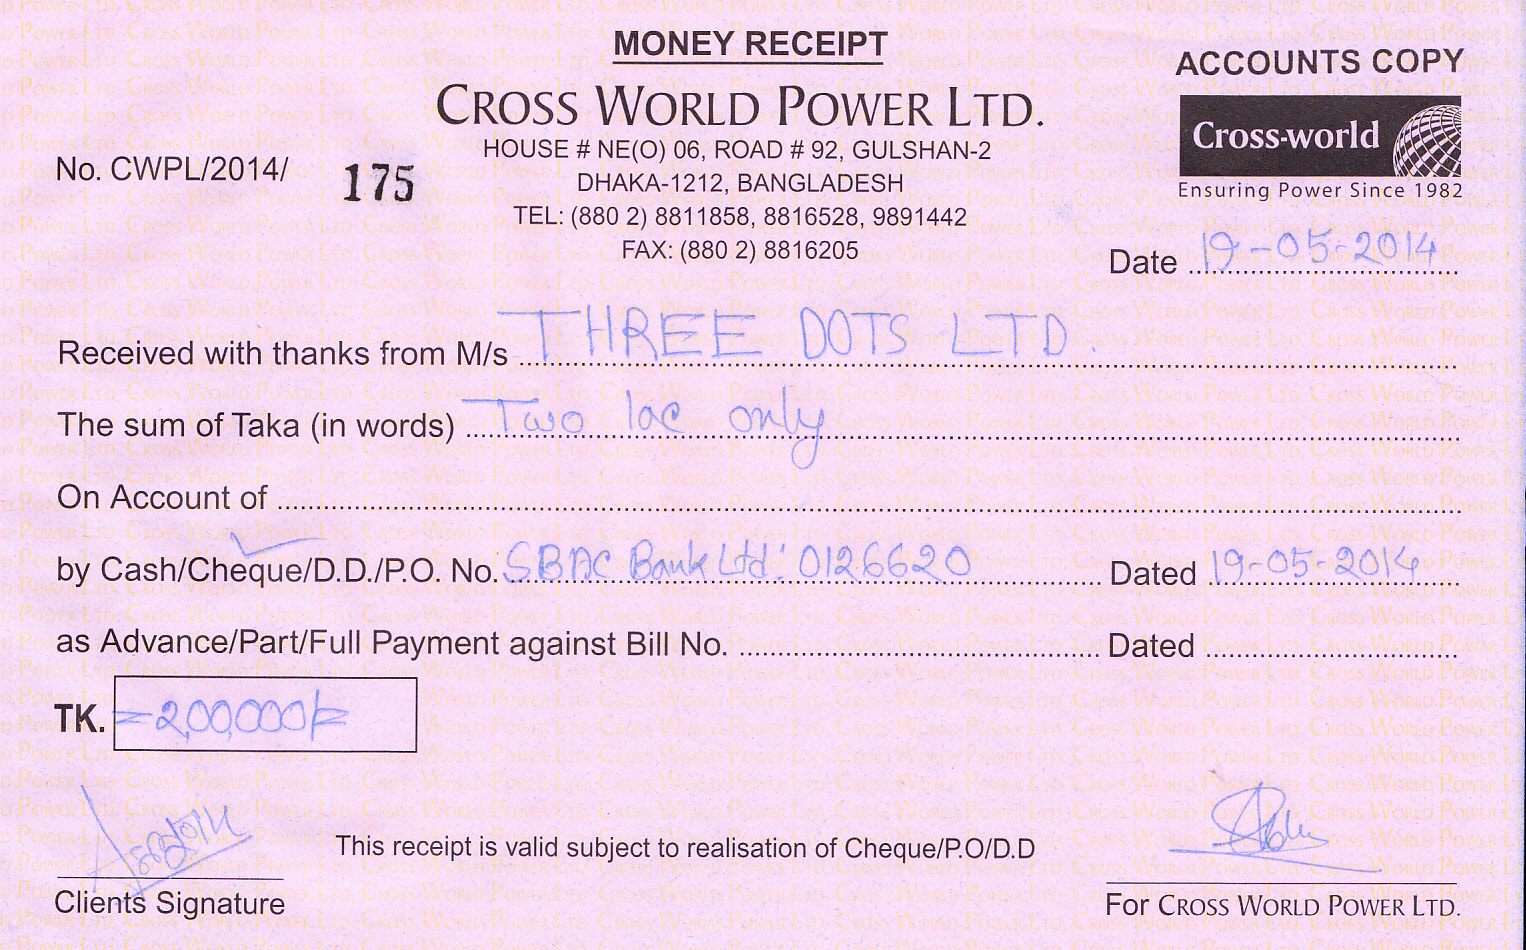 MONEY RECEIPT
ACCOUNTS COPY
CROSS WORLD POWER LTD.
Cross-world
Ensuring Power Since 1982
HOUSE # NE(O) 06, ROAD # 92, GULSHAN-2
DHAKA-1212, BANGLADESH
TEL: (880 2) 8811858, 8816528, 9891442
FAX: (880 2) 8816205
No. CWPL/2014/ 175
Date 19-05-2014
Received with thanks from M/s THREE DOTS LTD.
The sum of Taka (in words) Two lac only
On Account of
by Cash/Cheque/D.D./P.O. No. SBAC Bank Ltd: 0126620 Dated 19-05-2014
as Advance/Part/Full Payment against Bill No. Dated
TK. =2,00,000/=
This receipt is valid subject to realisation of Cheque/P.O/D.D
Clients Signature
For CROSS WORLD POWER LTD.